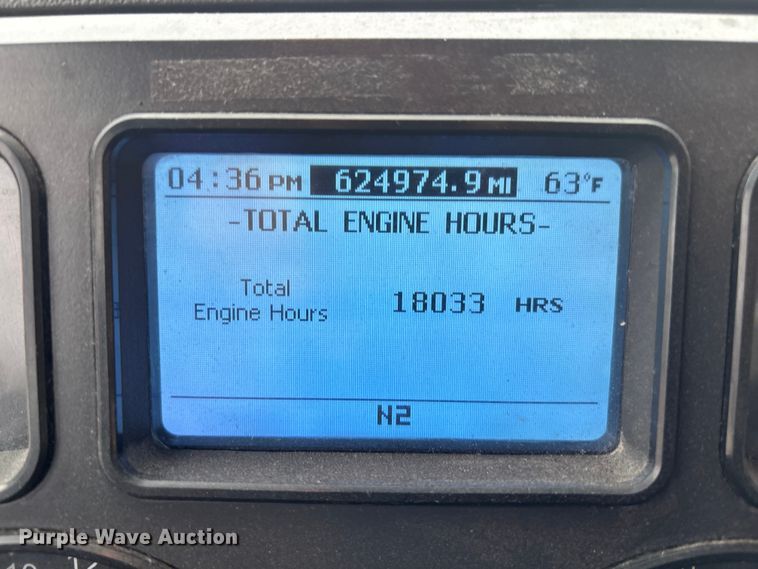 04:36 PM 624974.9 MI 63°F
-TOTAL ENGINE HOURS-
Total
Engine Hours
18033 HRS
N2
Purple Wave Auction